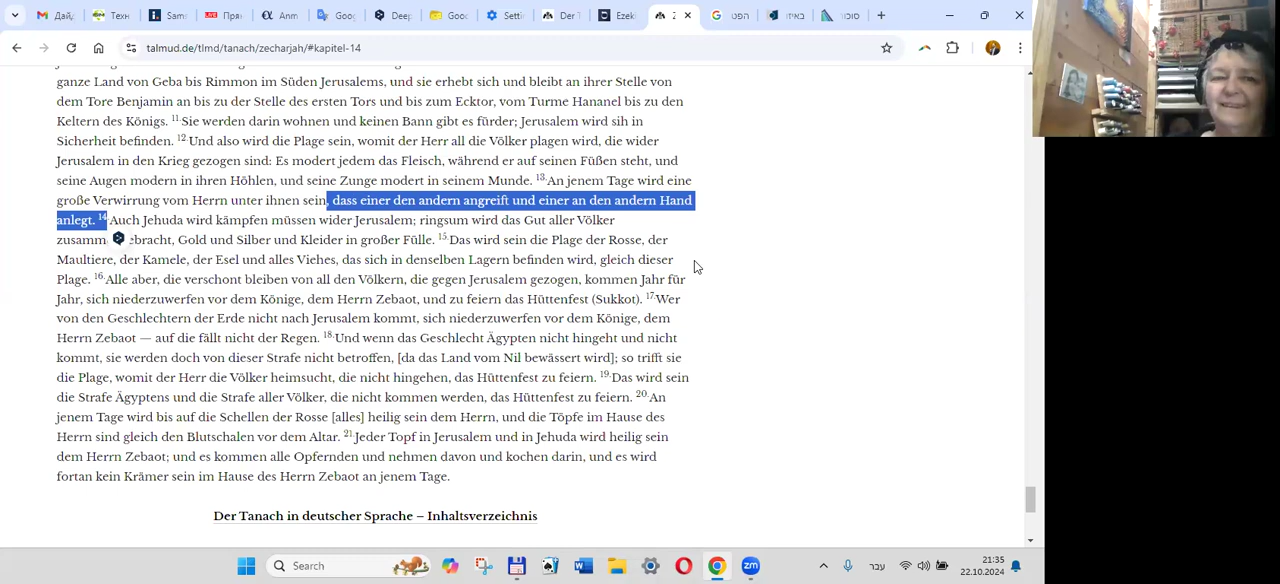 Дай
Техн
Sam
Пря
Алт
Goo
Deep
Goo
Setti
Der T
Ezeki
הופט
באיז
סוכו
talmud.de/tlmd/tanach/zecharjah/#kapitel-14
ganze Land von Geba bis Rimmon im Süden Jerusalems, und sie erhebt sich und bleibt an ihrer Stelle von
dem Tore Benjamin an bis zu der Stelle des ersten Tors und bis zum Ecktor, vom Turme Hananel bis zu den
Keltern des Königs. 11 Sie werden darin wohnen und keinen Bann gibt es fürder; Jerusalem wird sih in
Sicherheit befinden. 12 Und also wird die Plage sein, womit der Herr all die Völker plagen wird, die wider
Jerusalem in den Krieg gezogen sind: Es modert jedem das Fleisch, während er auf seinen Füßen steht, und
seine Augen modern in ihren Höhlen, und seine Zunge modert in seinem Munde. 13 An jenem Tage wird eine
große Verwirrung vom Herrn unter ihnen sein, dass einer den andern angreift und einer an den andern Hand
anlegt. 14 Auch Jehuda wird kämpfen müssen wider Jerusalem; ringsum wird das Gut aller Völker
zusamm ebracht, Gold und Silber und Kleider in großer Fülle. 15 Das wird sein die Plage der Rosse, der
Maultiere, der Kamele, der Esel und alles Viehes, das sich in denselben Lagern befinden wird, gleich dieser
Plage. 16 Alle aber, die verschont bleiben von all den Völkern, die gegen Jerusalem gezogen, kommen Jahr für
Jahr, sich niederzuwerfen vor dem Könige, dem Herrn Zebaot, und zu feiern das Hüttenfest (Sukkot). 17 Wer
von den Geschlechtern der Erde nicht nach Jerusalem kommt, sich niederzuwerfen vor dem Könige, dem
Herrn Zebaot — auf die fällt nicht der Regen. 18 Und wenn das Geschlecht Ägypten nicht hingeht und nicht
kommt, sie werden doch von dieser Strafe nicht betroffen, [da das Land vom Nil bewässert wird]; so trifft sie
die Plage, womit der Herr die Völker heimsucht, die nicht hingehen, das Hüttenfest zu feiern. 19 Das wird sein
die Strafe Ägyptens und die Strafe aller Völker, die nicht kommen werden, das Hüttenfest zu feiern. 20 An
jenem Tage wird bis auf die Schellen der Rosse [alles] heilig sein dem Herrn, und die Töpfe im Hause des
Herrn sind gleich den Blutschalen vor dem Altar. 21 Jeder Topf in Jerusalem und in Jehuda wird heilig sein
dem Herrn Zebaot; und es kommen alle Opfernden und nehmen davon und kochen darin, und es wird
fortan kein Krämer sein im Hause des Herrn Zebaot an jenem Tage.
Der Tanach in deutscher Sprache – Inhaltsverzeichnis
Search
עבר
21:35
22.10.2024